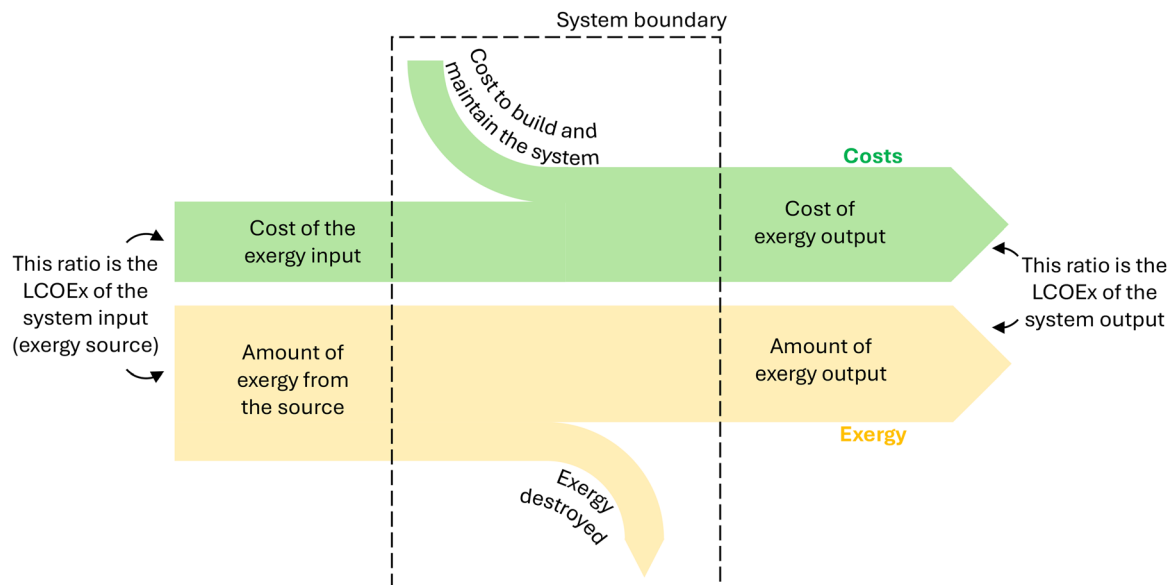 System boundary
Cost to build and
maintain the system
Costs
Cost of the
exergy input
Cost of
exergy output
This ratio is the
LCOEx of the
system input
(exergy source)
This ratio is the
LCOEx of the
system output
Amount of
exergy from
the source
Amount of
exergy output
Exergy
Exergy
destroyed